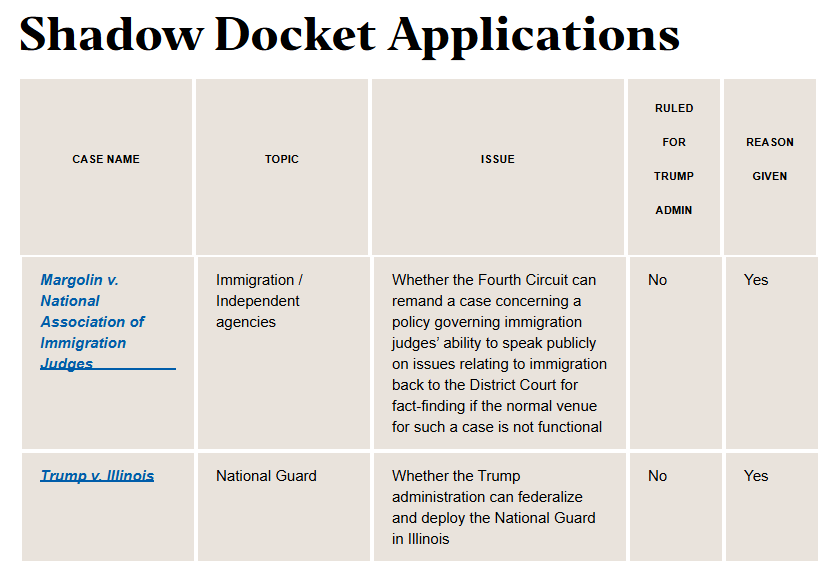 Shadow Docket Applications
CASE NAME
TOPIC
ISSUE
RULED
FOR
TRUMP
ADMIN
REASON
GIVEN
Margolin v.
National
Association of
Immigration
Judges
Immigration /
Independent
agencies
Whether the Fourth Circuit can
remand a case concerning a
policy governing immigration
judges’ ability to speak publicly
on issues relating to immigration
back to the District Court for
fact-finding if the normal venue
for such a case is not functional
No
Yes
Trump v. Illinois
National Guard
Whether the Trump
administration can federalize
and deploy the National Guard
in Illinois
No
Yes